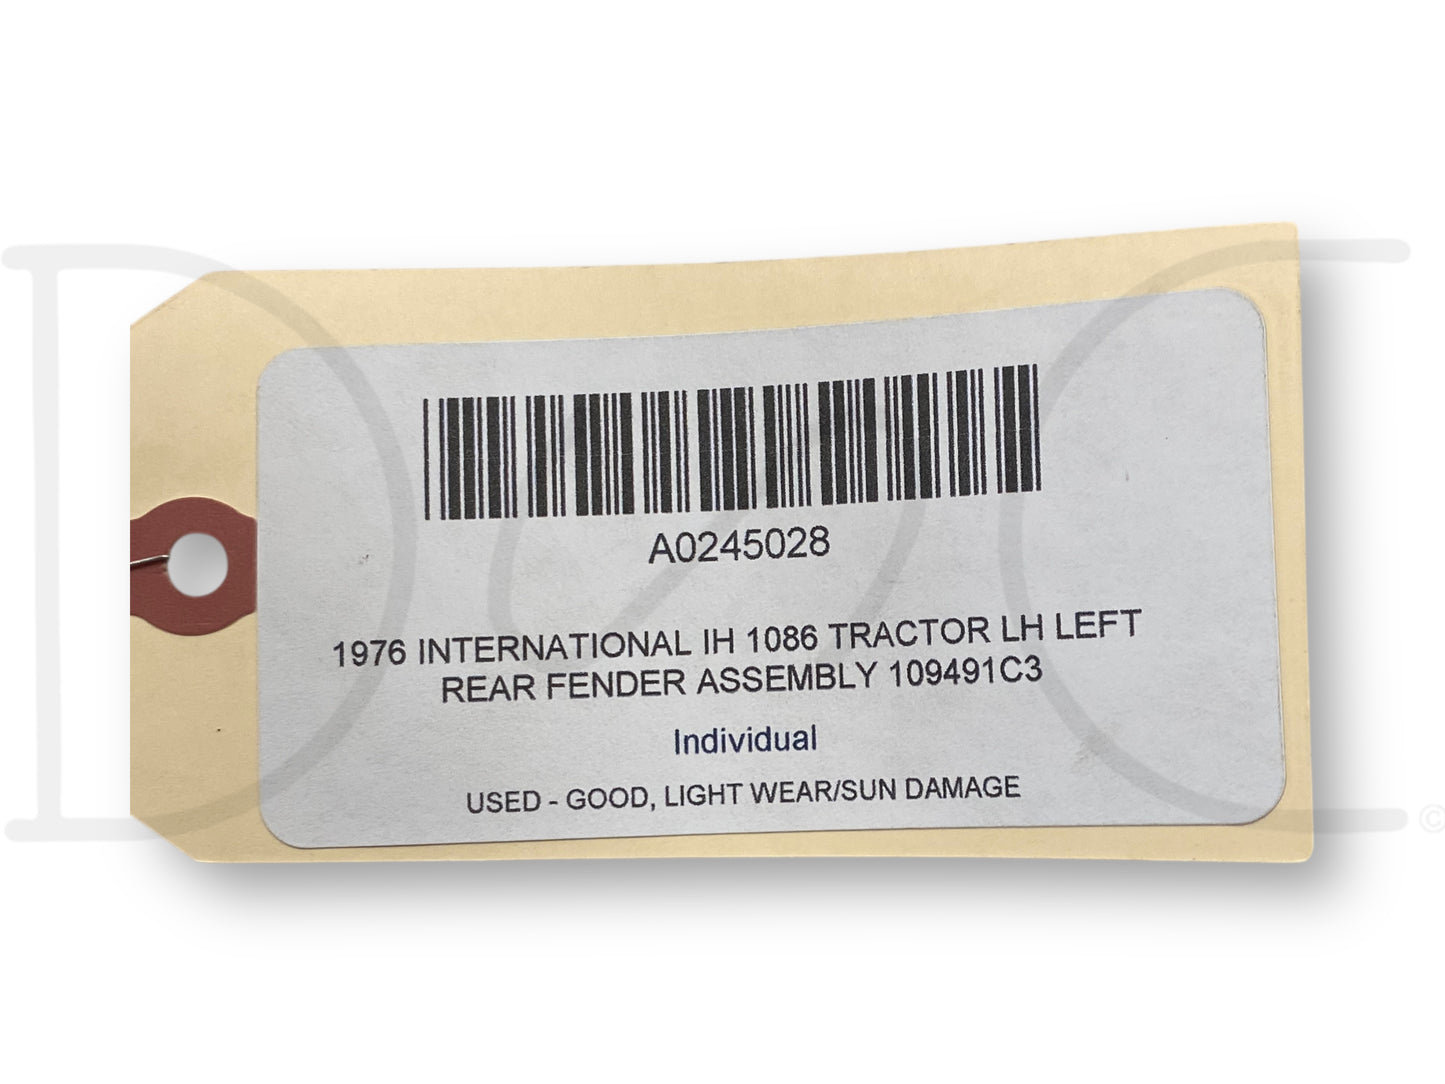 A0245028
1976 INTERNATIONAL IH 1086 TRACTOR LH LEFT
REAR FENDER ASSEMBLY 109491C3
Individual
USED - GOOD, LIGHT WEAR/SUN DAMAGE
D C
©